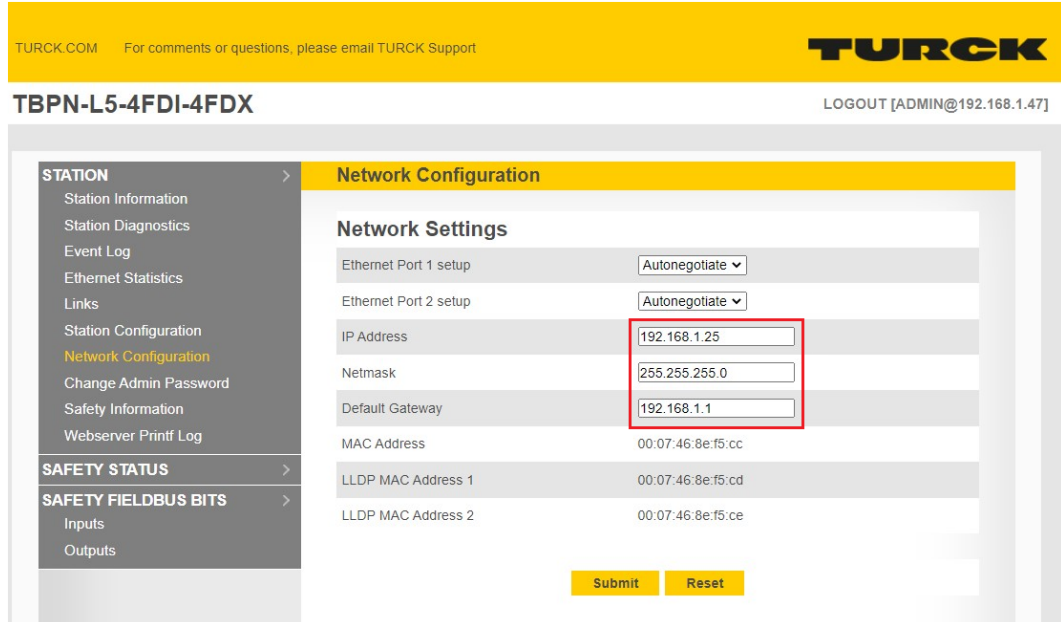 TURCK.COM For comments or questions, please email TURCK Support
TURCK
TBPN-L5-4FDI-4FDX
LOGOUT [ADMIN@192.168.1.47]
STATION
Station Information
Station Diagnostics
Event Log
Ethernet Statistics
Links
Station Configuration
Network Configuration
Change Admin Password
Safety Information
Webserver Printf Log
SAFETY STATUS
SAFETY FIELDBUS BITS
Inputs
Outputs
Network Configuration
Network Settings
Ethernet Port 1 setup Autonegotiate
Ethernet Port 2 setup Autonegotiate
IP Address 192.168.1.25
Netmask 255.255.255.0
Default Gateway 192.168.1.1
MAC Address 00:07:46:8e:f5:cc
LLDP MAC Address 1 00:07:46:8e:f5:cd
LLDP MAC Address 2 00:07:46:8e:f5:ce
Submit Reset